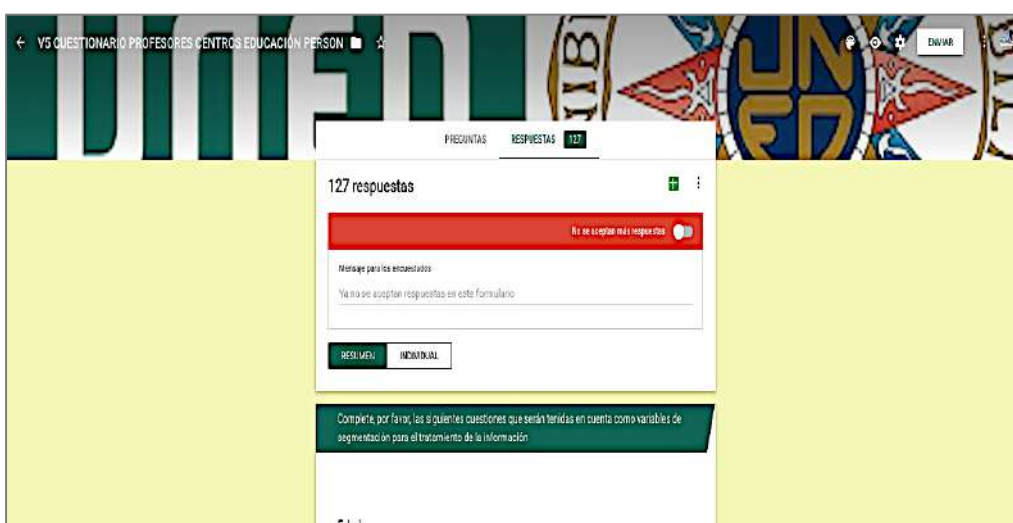 V5 CUESTIONARIO PROFESORES CENTROS EDUCACIÓN PERSON
ENVIAR
UNED
PREGUNTAS RESPUESTAS 127
127 respuestas
No se aceptan más respuestas
Mensaje para los encuestados
Ya no se aceptan respuestas en este formulario
RESUMEN INDIVIDUAL
Complete, por favor, las siguientes cuestiones que serán tenidas en cuenta como variables de
segmentación para el tratamiento de la información